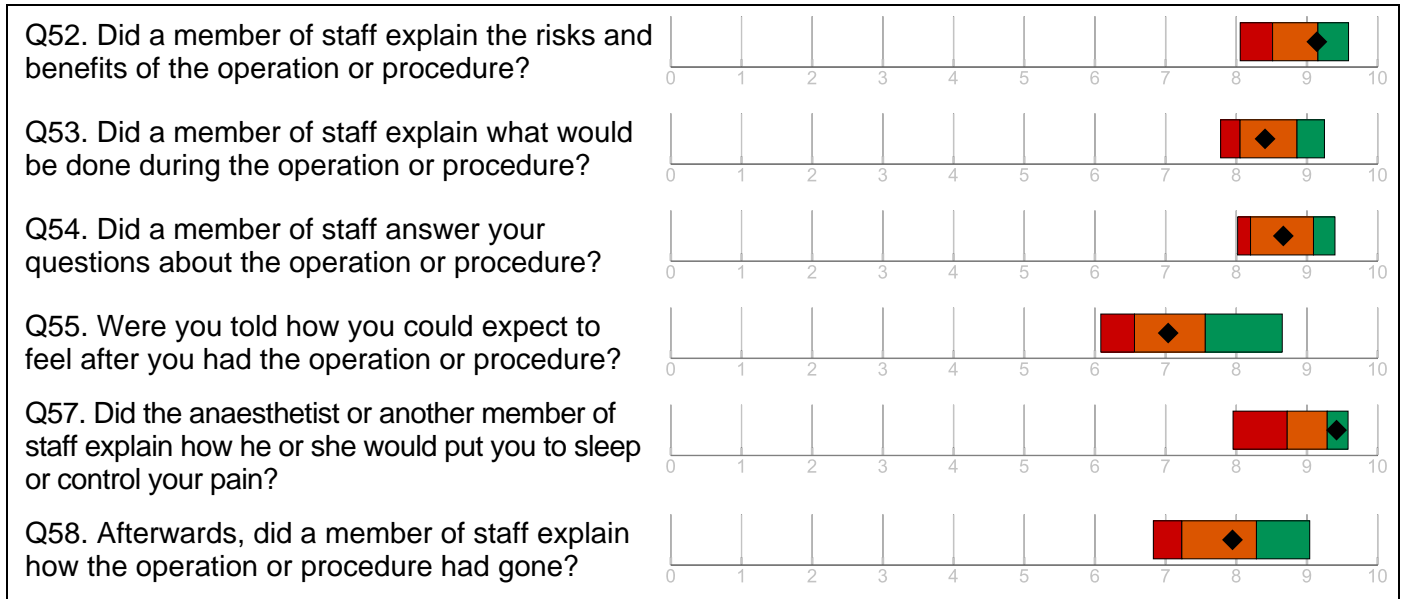 Q52. Did a member of staff explain the risks and
benefits of the operation or procedure?
0 1 2 3 4 5 6 7 8 9 10
Q53. Did a member of staff explain what would
be done during the operation or procedure?
0 1 2 3 4 5 6 7 8 9 10
Q54. Did a member of staff answer your
questions about the operation or procedure?
0 1 2 3 4 5 6 7 8 9 10
Q55. Were you told how you could expect to
feel after you had the operation or procedure?
0 1 2 3 4 5 6 7 8 9 10
Q57. Did the anaesthetist or another member of
staff explain how he or she would put you to sleep
or control your pain?
0 1 2 3 4 5 6 7 8 9 10
Q58. Afterwards, did a member of staff explain
how the operation or procedure had gone?
0 1 2 3 4 5 6 7 8 9 10